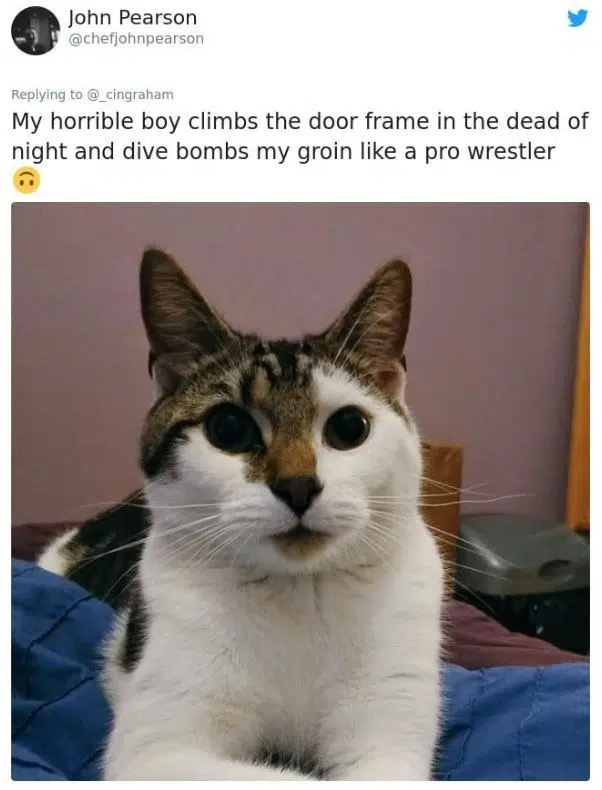 John Pearson
@chefjohnpearson
Replying to @_cingraham
My horrible boy climbs the door frame in the dead of
night and dive bombs my groin like a pro wrestler
🙃